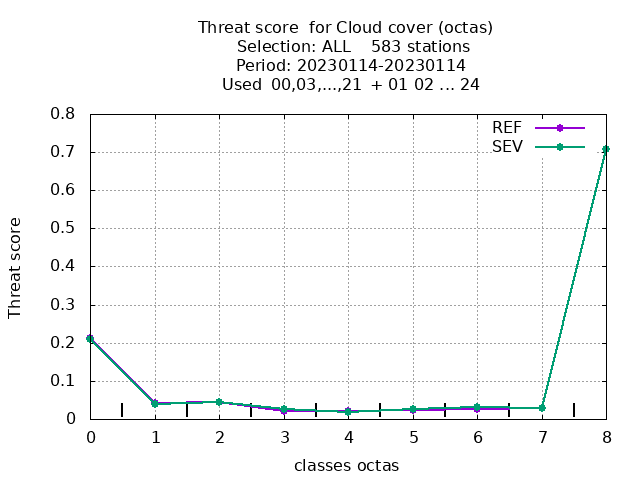 Threat score  for Cloud cover (octas)
Selection: ALL    583 stations
Period: 20230114-20230114
Used  00,03,...,21  + 01 02 ... 24
REF
SEV
0.8
0.7
0.6
0.5
0.4
0.3
0.2
0.1
0
Threat score
0 1 2 3 4 5 6 7 8
classes octas